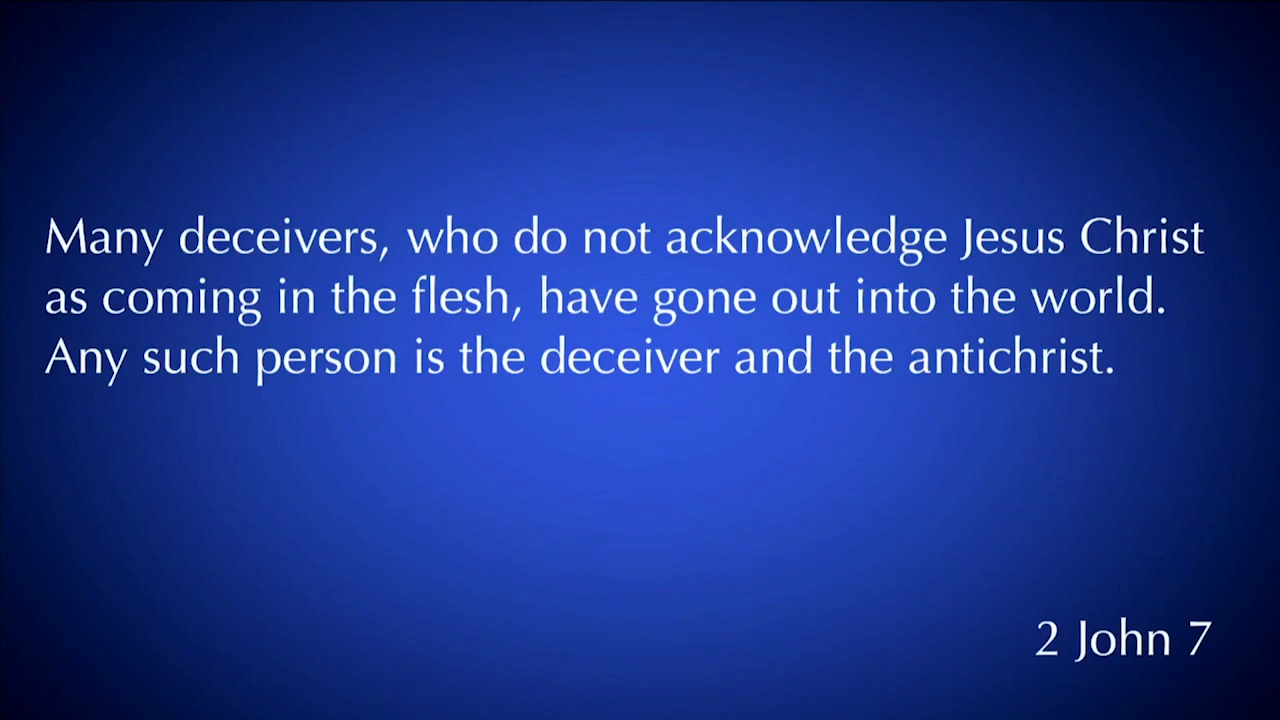 Many deceivers, who do not acknowledge Jesus Christ
as coming in the flesh, have gone out into the world.
Any such person is the deceiver and the antichrist.
2 John 7